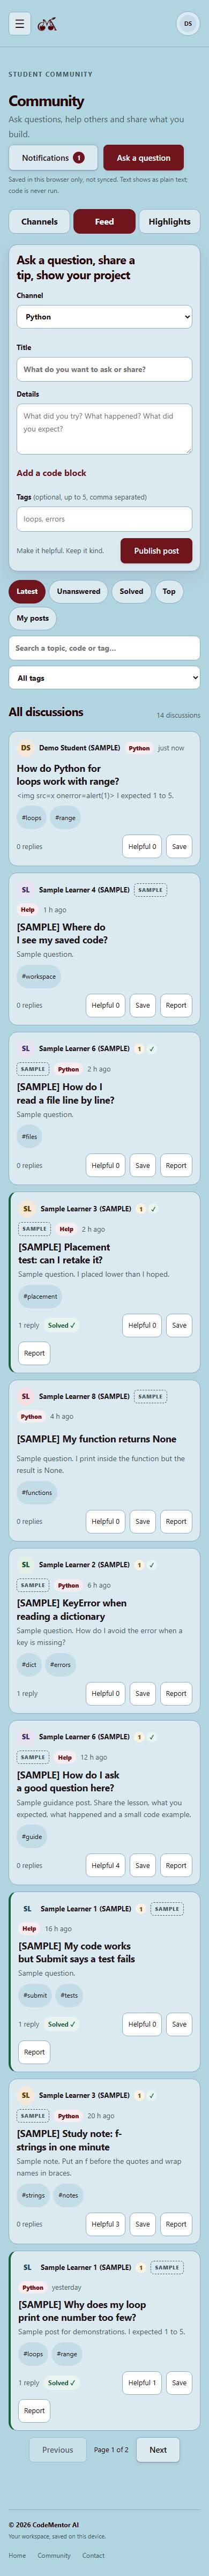 ☰
DS
STUDENT COMMUNITY
Community
Ask questions, help others and share what you
build.
Notifications 1
Ask a question
Saved in this browser only, not synced. Text shows as plain text;
code is never run.
Channels
Feed
Highlights
Ask a question, share a
tip, show your project
Channel
Python
Title
What do you want to ask or share?
Details
What did you try? What happened? What did
you expect?
Add a code block
Tags (optional, up to 5, comma separated)
loops, errors
Make it helpful. Keep it kind.
Publish post
Latest
Unanswered
Solved
Top
My posts
Search a topic, code or tag...
All tags
All discussions
14 discussions
DS Demo Student (SAMPLE) Python just now
How do Python for
loops work with range?
<img src=x onerror=alert(1)> I expected 1 to 5.
#loops #range
0 replies Helpful 0 Save
SL Sample Learner 4 (SAMPLE) SAMPLE
Help 1 h ago
[SAMPLE] Where do
I see my saved code?
Sample question.
#workspace
0 replies Helpful 0 Save Report
SL Sample Learner 6 (SAMPLE) 1 ✓
SAMPLE Python 2 h ago
[SAMPLE] How do I
read a file line by line?
Sample question.
#files
0 replies Helpful 0 Save Report
SL Sample Learner 3 (SAMPLE) 1 ✓
SAMPLE Help 2 h ago
[SAMPLE] Placement
test: can I retake it?
Sample question. I placed lower than I hoped.
#placement
1 reply Solved ✓ Helpful 0 Save
Report
SL Sample Learner 8 (SAMPLE) SAMPLE
Python 4 h ago
[SAMPLE] My function returns None
Sample question. I print inside the function but the
result is None.
#functions
0 replies Helpful 0 Save Report
SL Sample Learner 2 (SAMPLE) 1 ✓
SAMPLE Python 6 h ago
[SAMPLE] KeyError when
reading a dictionary
Sample question. How do I avoid the error when a
key is missing?
#dict #errors
1 reply Helpful 0 Save Report
SL Sample Learner 6 (SAMPLE) 1 ✓
SAMPLE Help 12 h ago
[SAMPLE] How do I ask
a good question here?
Sample guidance post. Share the lesson, what you
expected, what happened and a small code example.
#guide
0 replies Helpful 4 Save Report
SL Sample Learner 1 (SAMPLE) 1 SAMPLE
Help 16 h ago
[SAMPLE] My code works
but Submit says a test fails
Sample question.
#submit #tests
1 reply Solved ✓ Helpful 0 Save
Report
SL Sample Learner 3 (SAMPLE) 1 ✓
SAMPLE Python 20 h ago
[SAMPLE] Study note: f-
strings in one minute
Sample note. Put an f before the quotes and wrap
names in braces.
#strings #notes
0 replies Helpful 3 Save Report
SL Sample Learner 1 (SAMPLE) 1 SAMPLE
Python yesterday
[SAMPLE] Why does my loop
print one number too few?
Sample post for demonstrations. I expected 1 to 5.
#loops #range
1 reply Solved ✓ Helpful 1 Save
Report
Previous Page 1 of 2 Next
© 2026 CodeMentor AI
Your workspace, saved on this device.
Home Community Contact